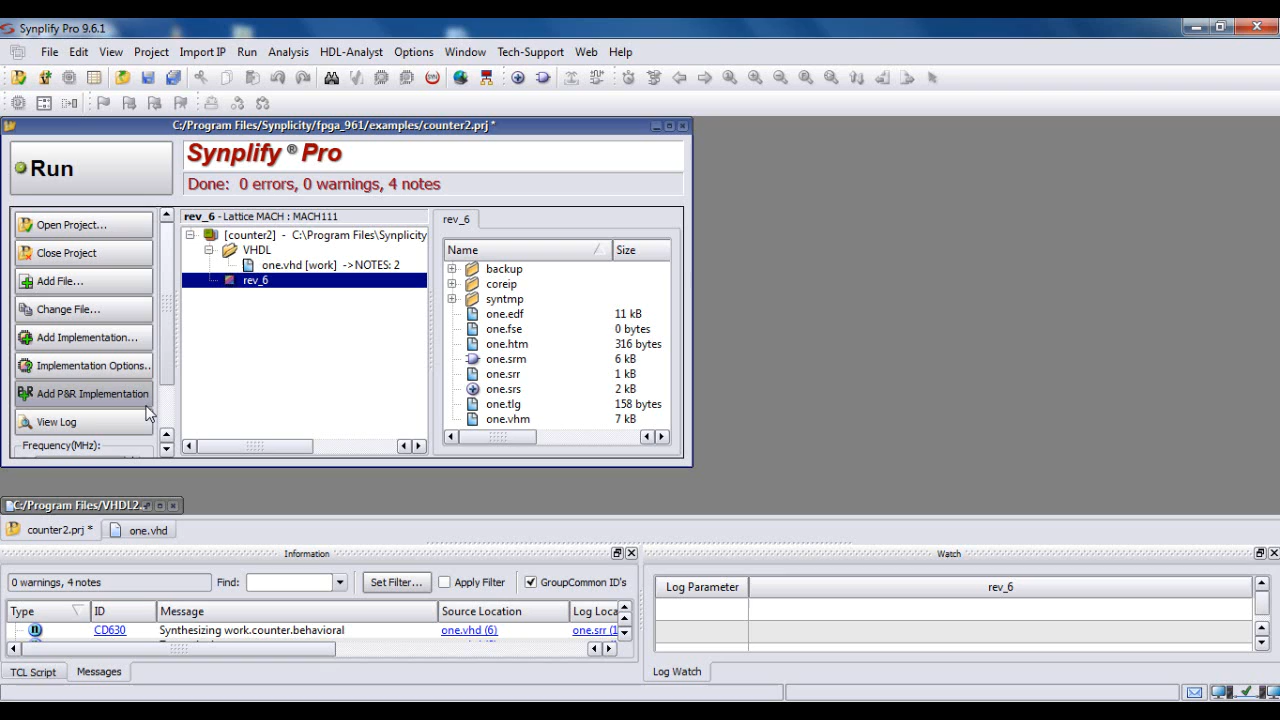 Synplify Pro 9.6.1
File Edit View Project Import IP Run Analysis HDL-Analyst Options Window Tech-Support Web Help
C:/Program Files/Synplicity/fpga_961/examples/counter2.prj *
Run
Synplify ® Pro
Done: 0 errors, 0 warnings, 4 notes
Open Project...
Close Project
Add File...
Change File...
Add Implementation...
Implementation Options..
Add P&R Implementation
View Log
Frequency(MHz):
rev_6 - Lattice MACH : MACH111
[counter2] - C:\Program Files\Synplicity
VHDL
one.vhd [work] ->NOTES: 2
rev_6
rev_6
Name Size
backup
coreip
syntmp
one.edf 11 kB
one.fse 0 bytes
one.htm 316 bytes
one.srm 6 kB
one.srr 1 kB
one.srs 2 kB
one.tlg 158 bytes
one.vhm 7 kB
C:/Program Files/VHDL2...
counter2.prj * one.vhd
Information
0 warnings, 4 notes Find: Set Filter... Apply Filter GroupCommon ID's
Type ID Message Source Location Log Loca
CD630 Synthesizing work.counter.behavioral one.vhd (6) one.srr (1
TCL Script Messages
Watch
Log Parameter rev_6
Log Watch